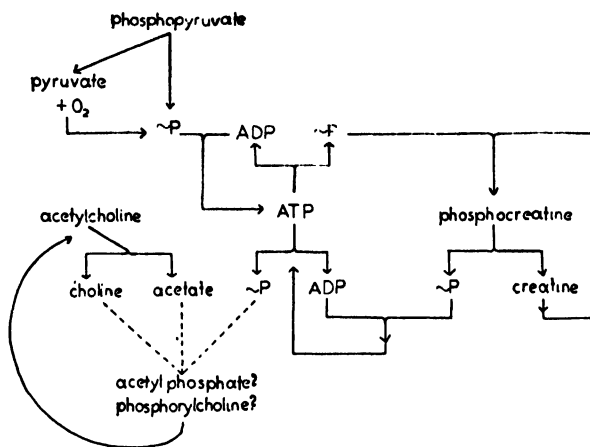 phosphopyruvate
pyruvate
+ O₂
~P ADP ~P
ATP
acetylcholine
phosphocreatine
choline acetate ~P ADP ~P creatine
acetyl phosphate?
phosphorylcholine?